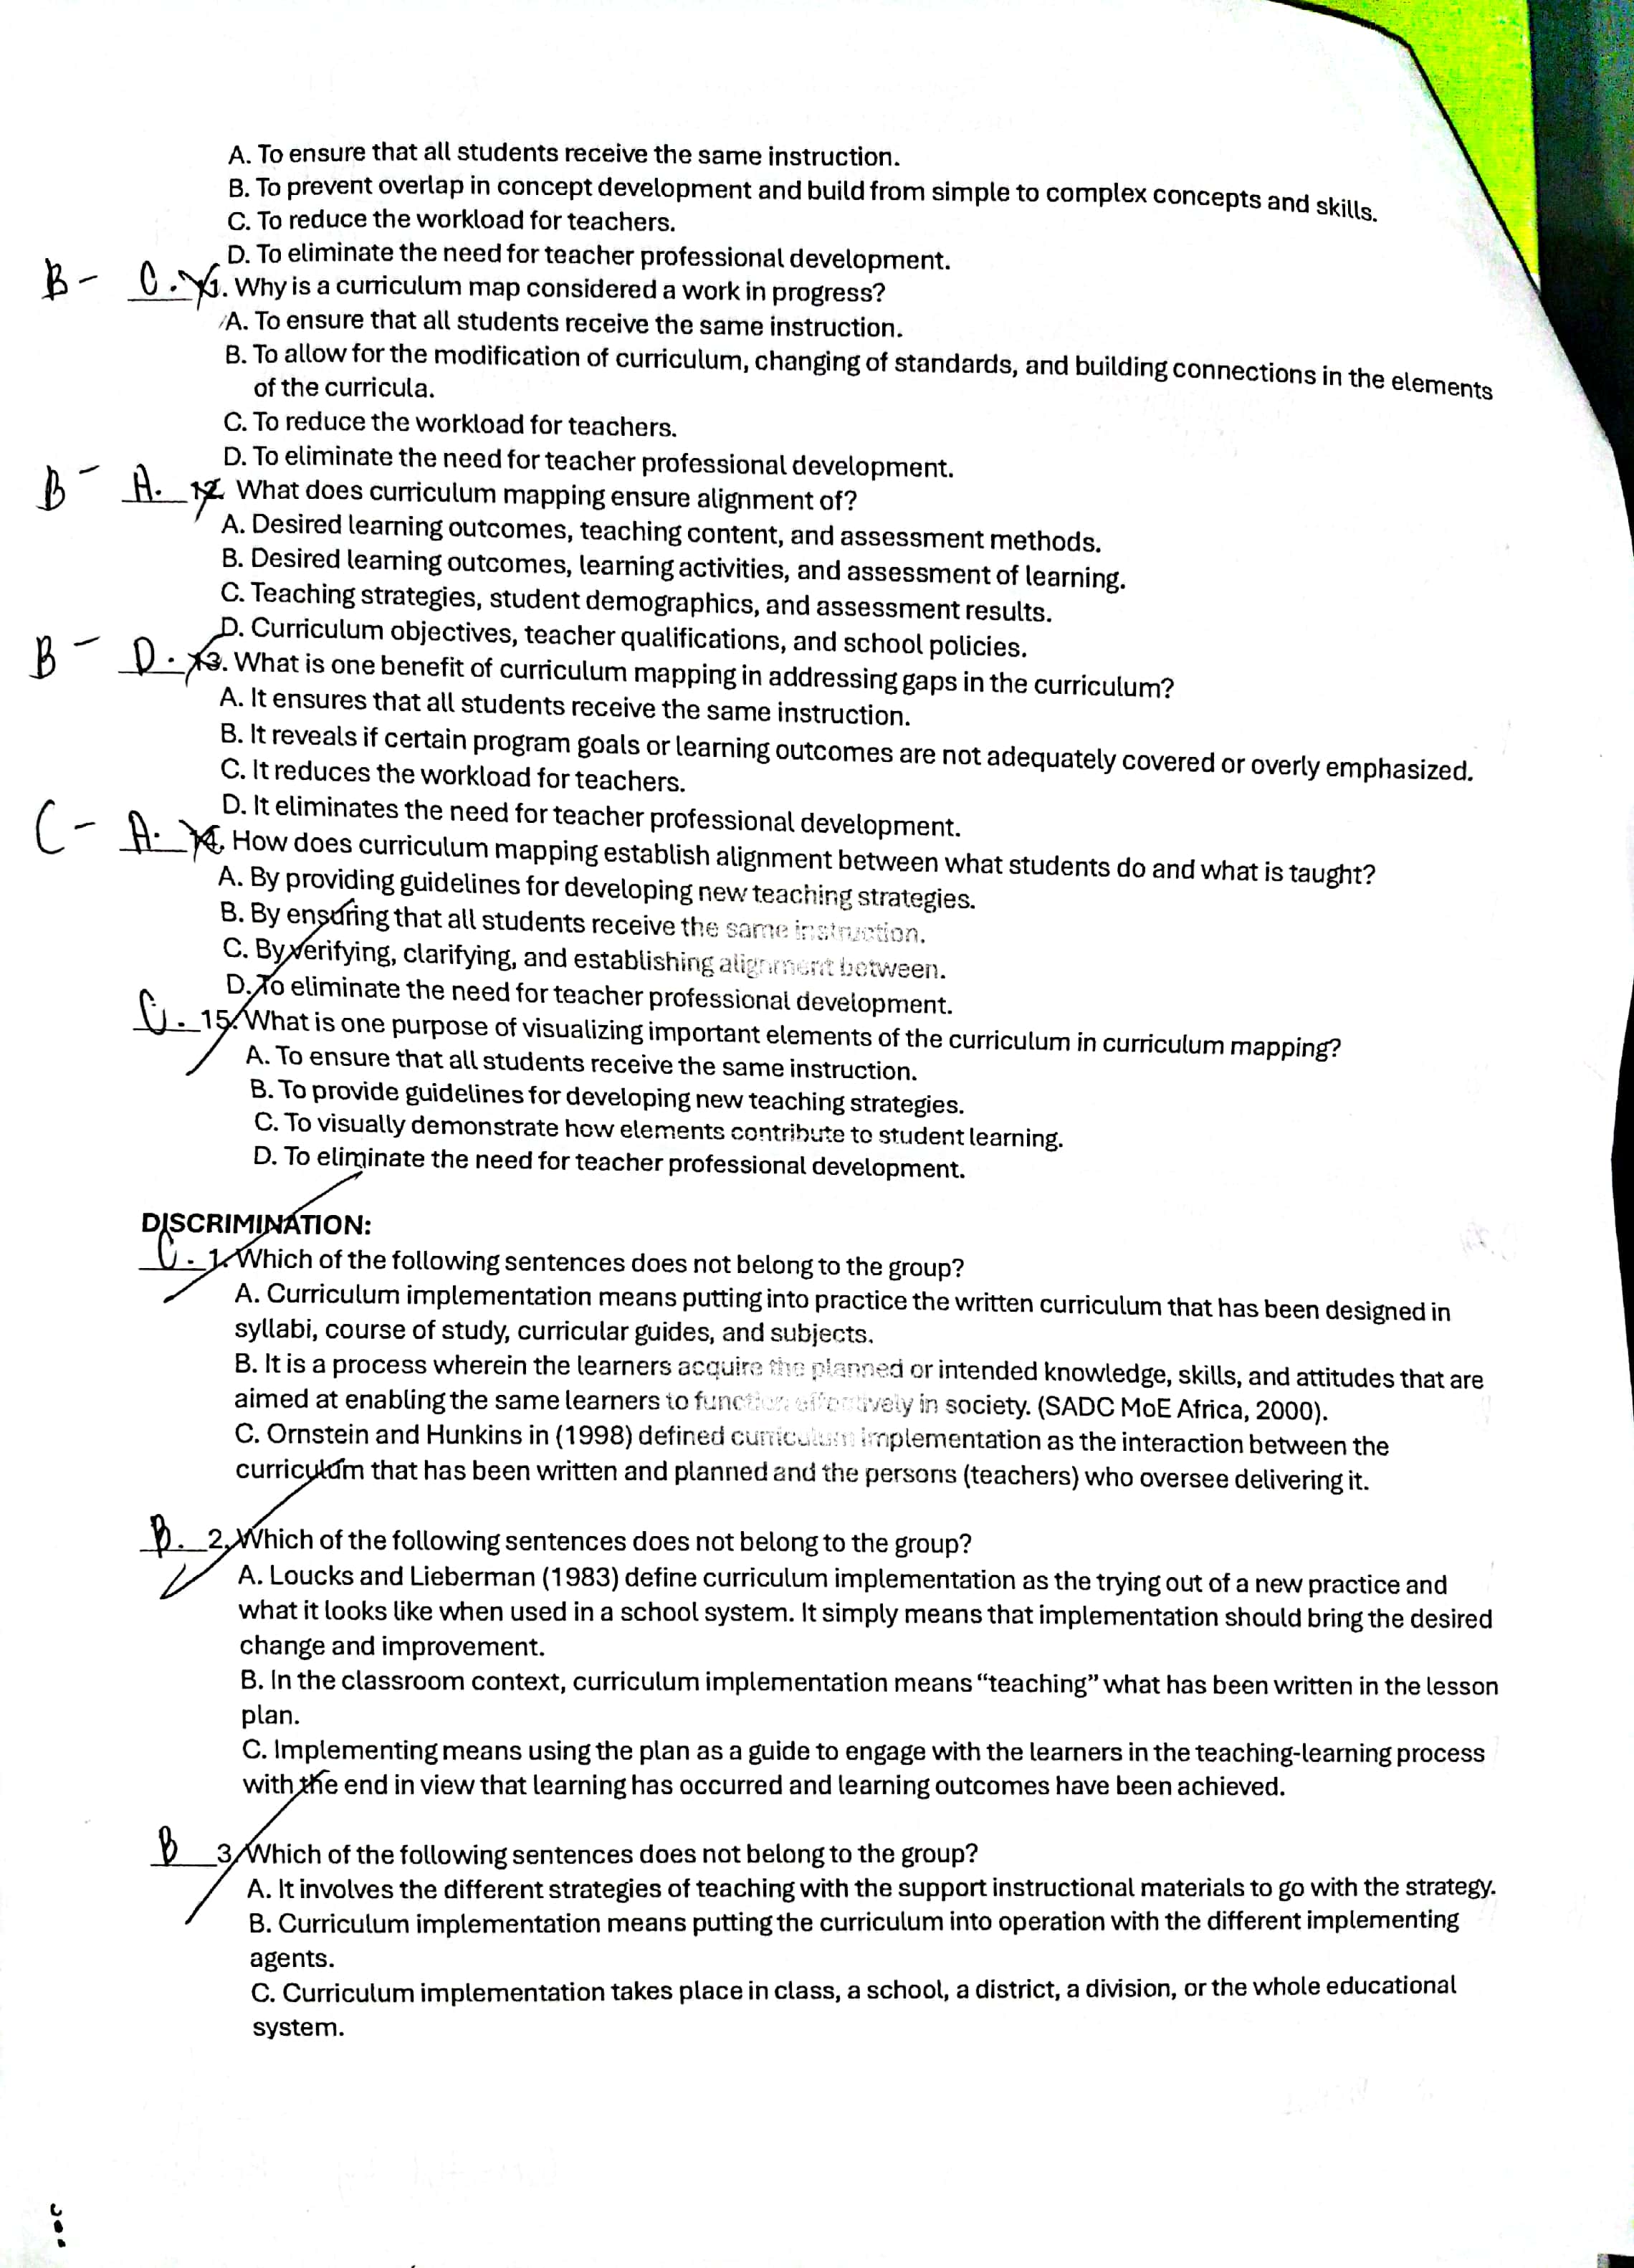 A. To ensure that all students receive the same instruction.
B. To prevent overlap in concept development and build from simple to complex concepts and skills.
C. To reduce the workload for teachers.
D. To eliminate the need for teacher professional development.
B- C. 11. Why is a curriculum map considered a work in progress?
A. To ensure that all students receive the same instruction.
B. To allow for the modification of curriculum, changing of standards, and building connections in the elements
of the curricula.
C. To reduce the workload for teachers.
D. To eliminate the need for teacher professional development.
B- A. 12. What does curriculum mapping ensure alignment of?
A. Desired learning outcomes, teaching content, and assessment methods.
B. Desired learning outcomes, learning activities, and assessment of learning.
C. Teaching strategies, student demographics, and assessment results.
D. Curriculum objectives, teacher qualifications, and school policies.
B- D. 13. What is one benefit of curriculum mapping in addressing gaps in the curriculum?
A. It ensures that all students receive the same instruction.
B. It reveals if certain program goals or learning outcomes are not adequately covered or overly emphasized.
C. It reduces the workload for teachers.
D. It eliminates the need for teacher professional development.
C- A. 14. How does curriculum mapping establish alignment between what students do and what is taught?
A. By providing guidelines for developing new teaching strategies.
B. By ensuring that all students receive the same instruction.
C. By verifying, clarifying, and establishing alignment between.
D. To eliminate the need for teacher professional development.
C. 15. What is one purpose of visualizing important elements of the curriculum in curriculum mapping?
A. To ensure that all students receive the same instruction.
B. To provide guidelines for developing new teaching strategies.
C. To visually demonstrate how elements contribute to student learning.
D. To eliminate the need for teacher professional development.
DISCRIMINATION:
C. 1. Which of the following sentences does not belong to the group?
A. Curriculum implementation means putting into practice the written curriculum that has been designed in
syllabi, course of study, curricular guides, and subjects.
B. It is a process wherein the learners acquire the planned or intended knowledge, skills, and attitudes that are
aimed at enabling the same learners to function effectively in society. (SADC MoE Africa, 2000).
C. Ornstein and Hunkins in (1998) defined curriculum implementation as the interaction between the
curriculum that has been written and planned and the persons (teachers) who oversee delivering it.
B. 2. Which of the following sentences does not belong to the group?
A. Loucks and Lieberman (1983) define curriculum implementation as the trying out of a new practice and
what it looks like when used in a school system. It simply means that implementation should bring the desired
change and improvement.
B. In the classroom context, curriculum implementation means “teaching” what has been written in the lesson
plan.
C. Implementing means using the plan as a guide to engage with the learners in the teaching-learning process
with the end in view that learning has occurred and learning outcomes have been achieved.
B 3. Which of the following sentences does not belong to the group?
A. It involves the different strategies of teaching with the support instructional materials to go with the strategy.
B. Curriculum implementation means putting the curriculum into operation with the different implementing
agents.
C. Curriculum implementation takes place in class, a school, a district, a division, or the whole educational
system.